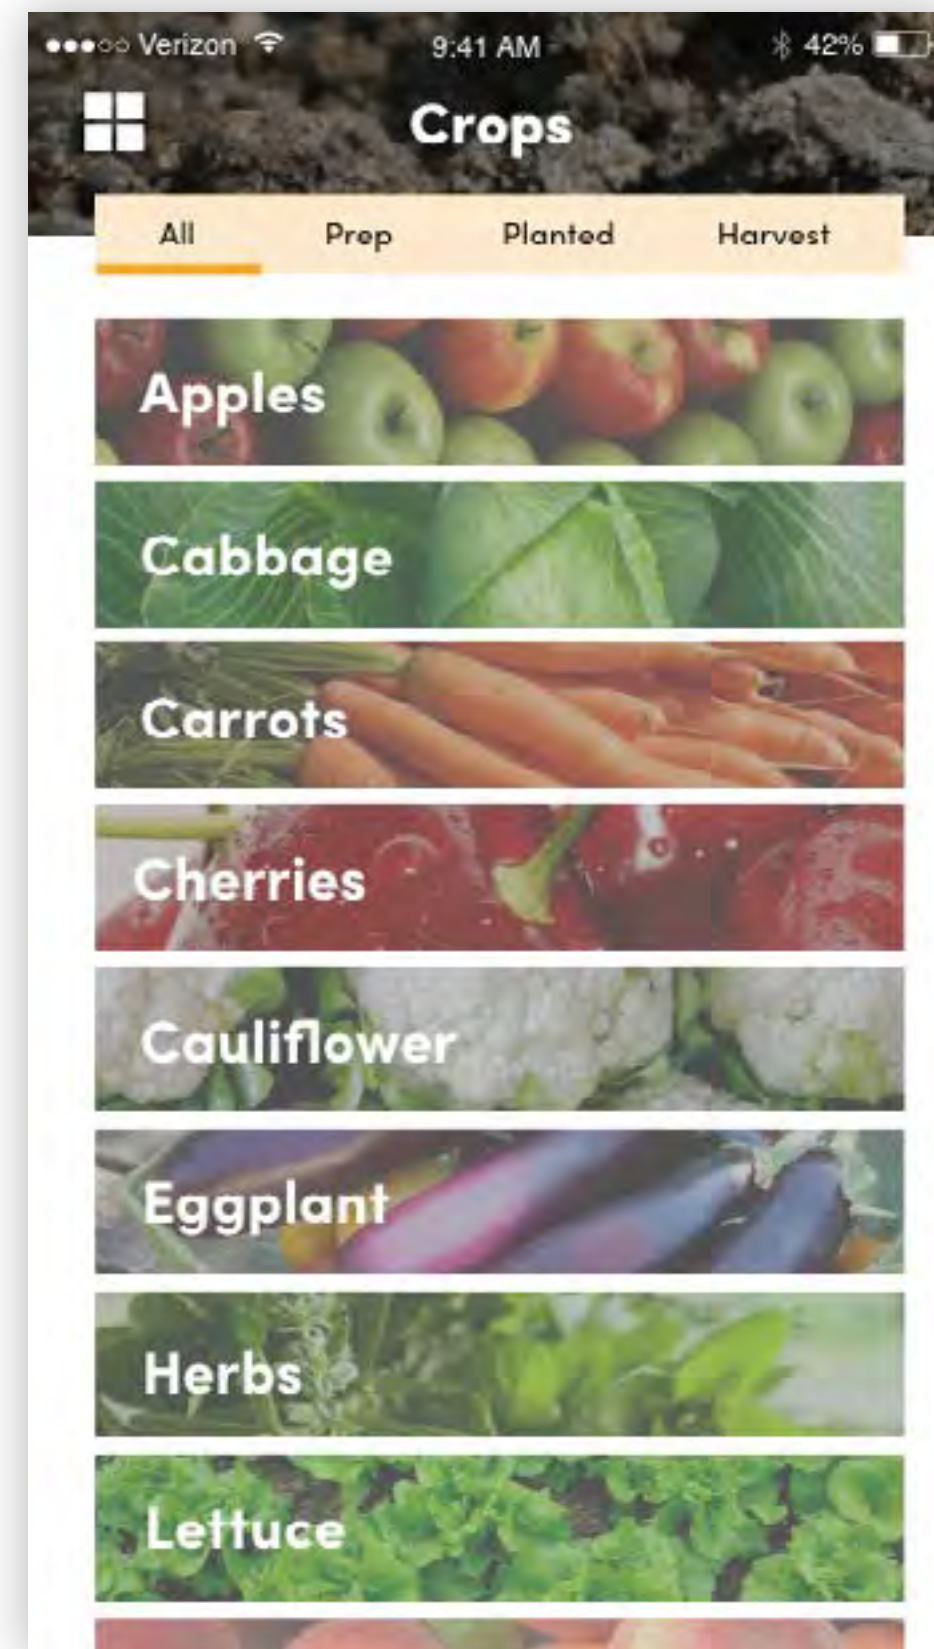 Verizon 9:41 AM 42%
Crops
All Prep Planted Harvest
Apples
Cabbage
Carrots
Cherries
Cauliflower
Eggplant
Herbs
Lettuce